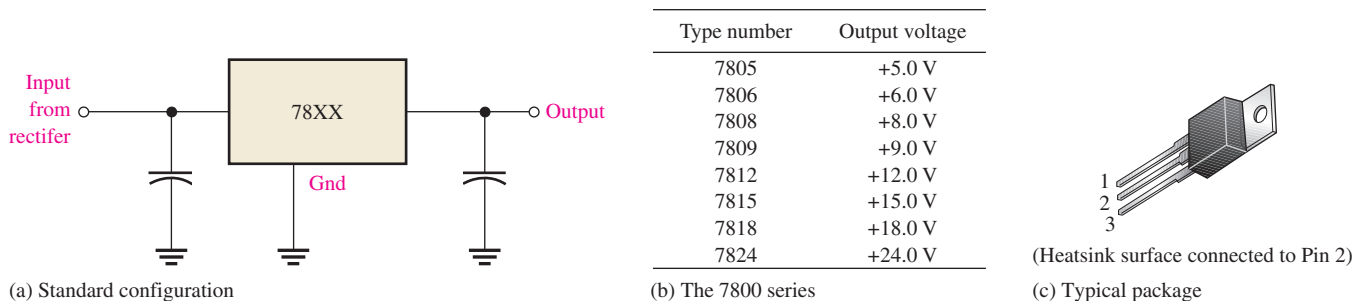 Input
from
rectifer
78XX
Output
Gnd
(a) Standard configuration
Type number Output voltage
7805 +5.0 V
7806 +6.0 V
7808 +8.0 V
7809 +9.0 V
7812 +12.0 V
7815 +15.0 V
7818 +18.0 V
7824 +24.0 V
(b) The 7800 series
1
2
3
(Heatsink surface connected to Pin 2)
(c) Typical package